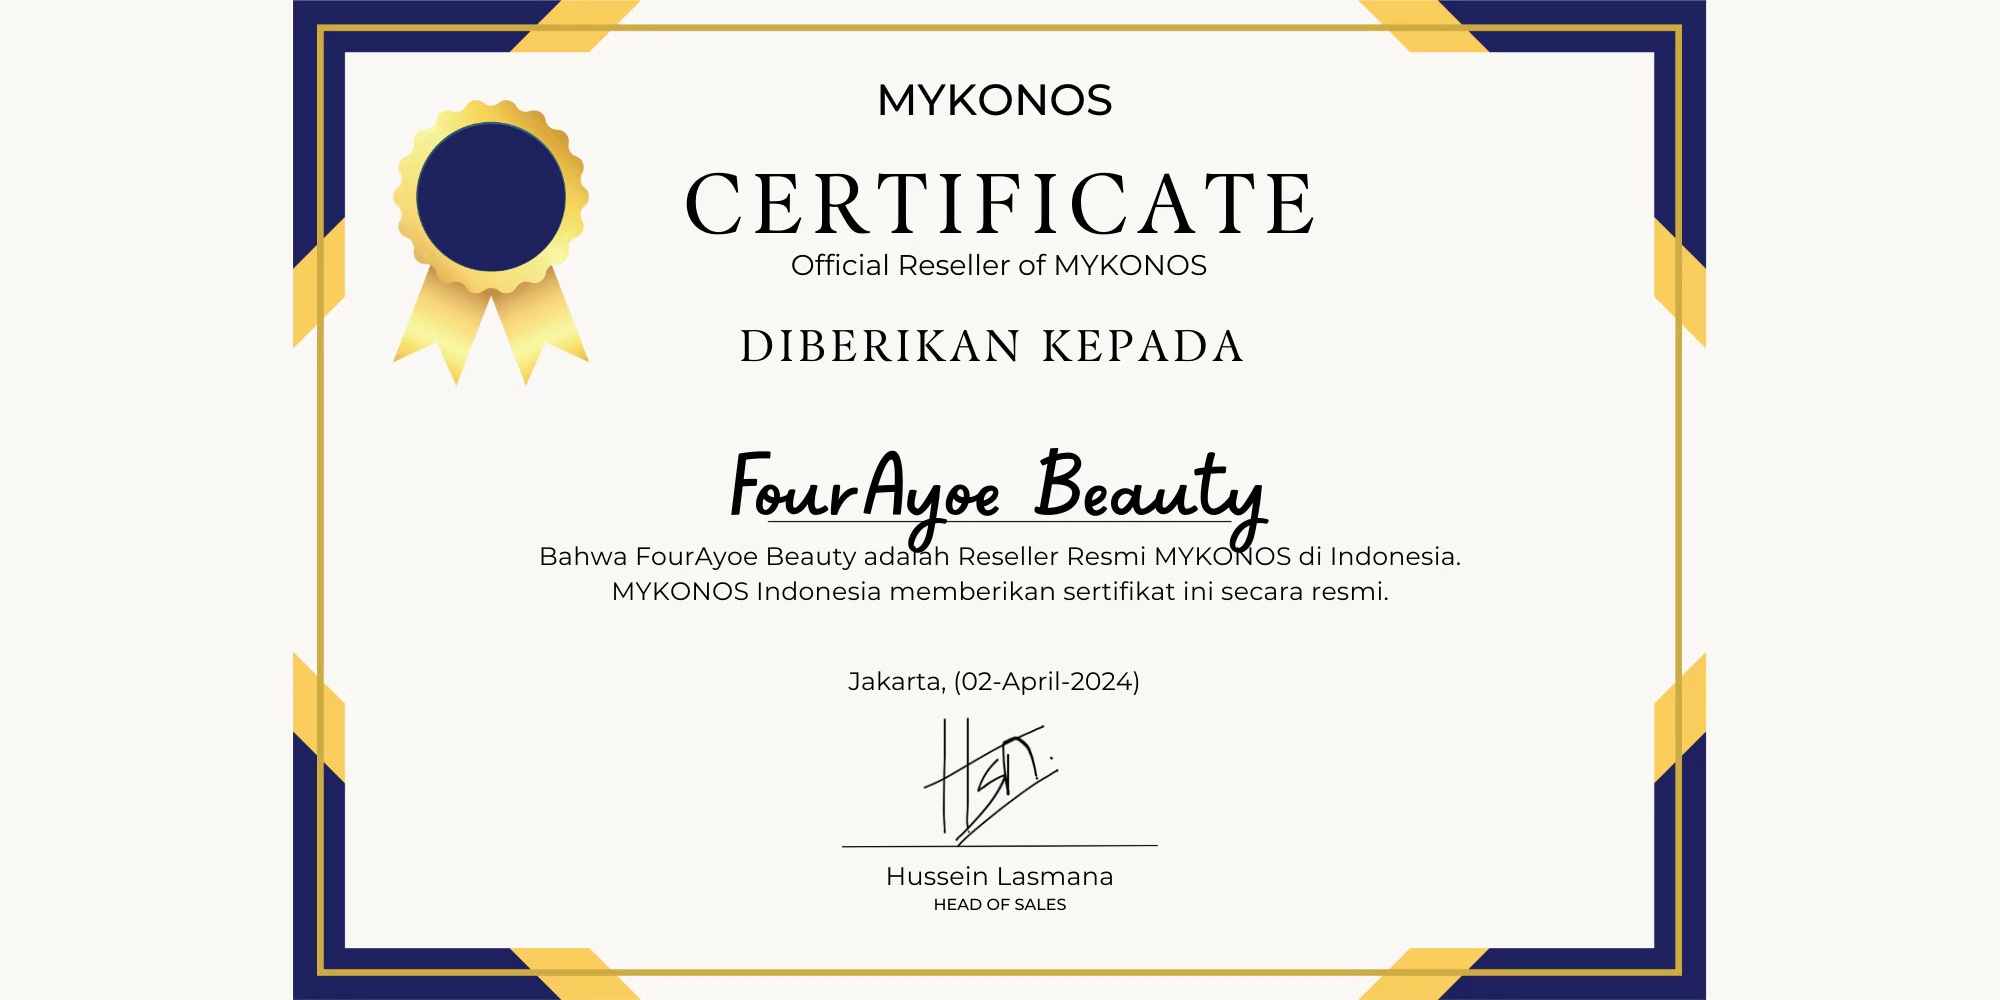 MYKONOS
CERTIFICATE
Official Reseller of MYKONOS
DIBERIKAN KEPADA
FourAyoe Beauty
Bahwa FourAyoe Beauty adalah Reseller Resmi MYKONOS di Indonesia.
MYKONOS Indonesia memberikan sertifikat ini secara resmi.
Jakarta, (02-April-2024)
Hsn.
Hussein Lasmana
HEAD OF SALES